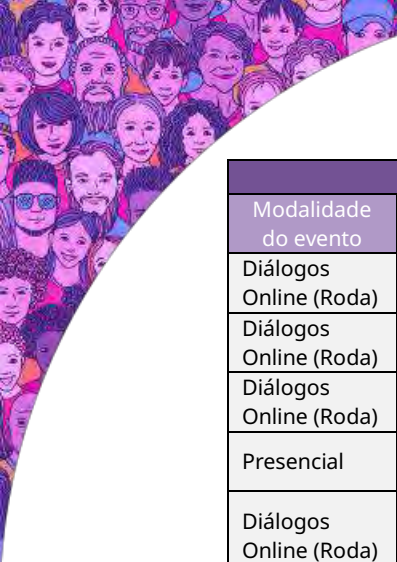 Modalidade
do evento
Diálogos
Online (Roda)
Diálogos
Online (Roda)
Diálogos
Online (Roda)
Presencial
Diálogos
Online (Roda)